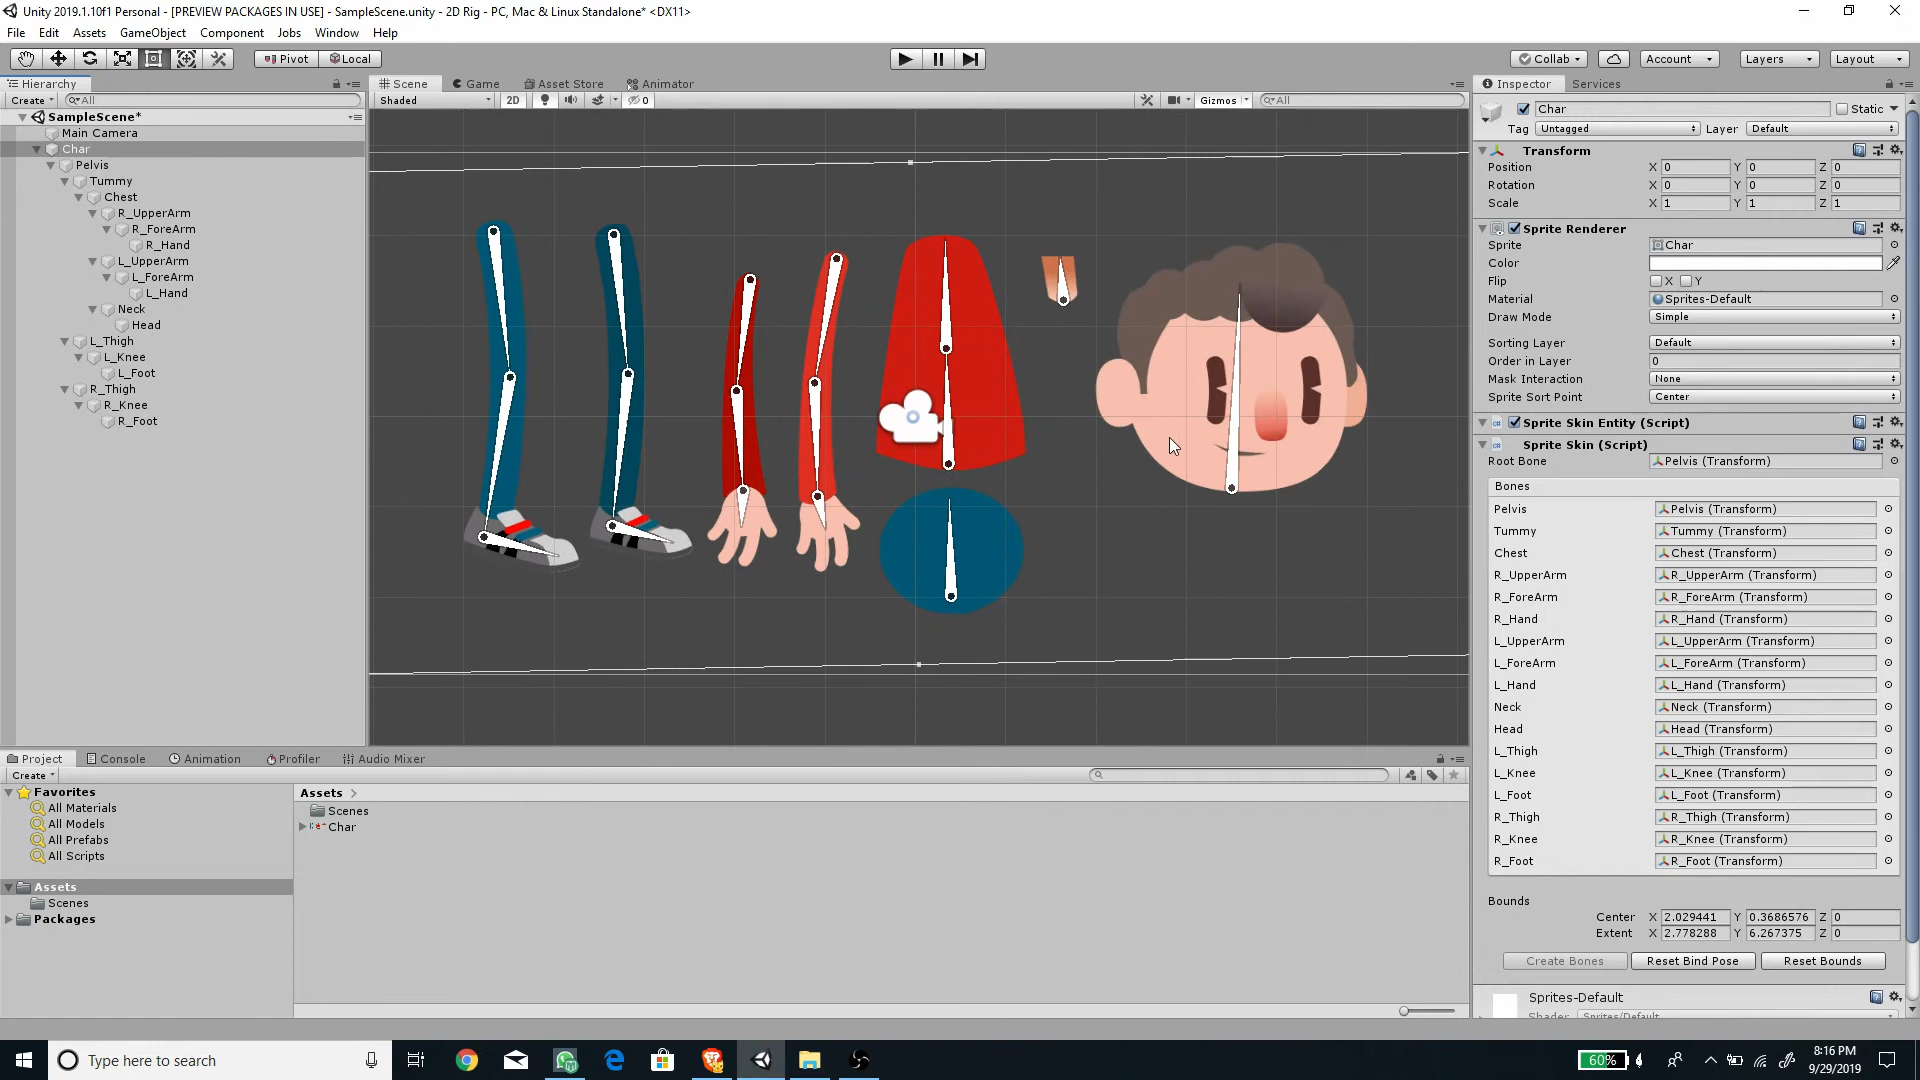 Unity 2019.1.10f1 Personal - [PREVIEW PACKAGES IN USE] - SampleScene.unity - 2D Rig - PC, Mac & Linux Standalone* <DX11>
File Edit Assets GameObject Component Jobs Window Help
Pivot Local Collab Account Layers Layout
Hierarchy
Create All
SampleScene*
Main Camera
Char
Pelvis
Tummy
Chest
R_UpperArm
R_ForeArm
R_Hand
L_UpperArm
L_ForeArm
L_Hand
Neck
Head
L_Thigh
L_Knee
L_Foot
R_Thigh
R_Knee
R_Foot
Scene Game Asset Store Animator
Shaded 2D 0 Gizmos All
Inspector Services
Char Static
Tag Untagged Layer Default
Transform
Position X 0 Y 0 Z 0
Rotation X 0 Y 0 Z 0
Scale X 1 Y 1 Z 1
Sprite Renderer
Sprite Char
Color
Flip X Y
Material Sprites-Default
Draw Mode Simple
Sorting Layer Default
Order in Layer 0
Mask Interaction None
Sprite Sort Point Center
Sprite Skin Entity (Script)
Sprite Skin (Script)
Root Bone Pelvis (Transform)
Bones
Pelvis Pelvis (Transform)
Tummy Tummy (Transform)
Chest Chest (Transform)
R_UpperArm R_UpperArm (Transform)
R_ForeArm R_ForeArm (Transform)
R_Hand R_Hand (Transform)
L_UpperArm L_UpperArm (Transform)
L_ForeArm L_ForeArm (Transform)
L_Hand L_Hand (Transform)
Neck Neck (Transform)
Head Head (Transform)
L_Thigh L_Thigh (Transform)
L_Knee L_Knee (Transform)
L_Foot L_Foot (Transform)
R_Thigh R_Thigh (Transform)
R_Knee R_Knee (Transform)
R_Foot R_Foot (Transform)
Bounds
Center X 2.029441 Y 0.3686576 Z 0
Extent X 2.778288 Y 6.267375 Z 0
Create Bones Reset Bind Pose Reset Bounds
Sprites-Default
Shader Sprites/Default
Project Console Animation Profiler Audio Mixer
Create
Favorites
All Materials
All Models
All Prefabs
All Scripts
Assets
Scenes
Packages
Assets
Scenes
Char
Type here to search
60%
8:16 PM
9/29/2019